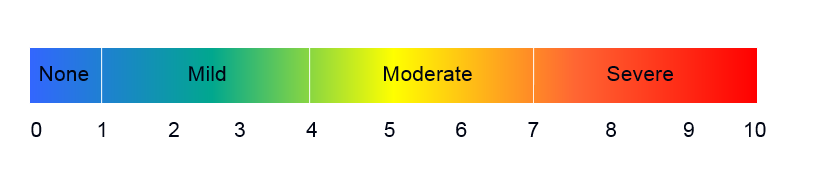 None Mild Moderate Severe
0 1 2 3 4 5 6 7 8 9 10